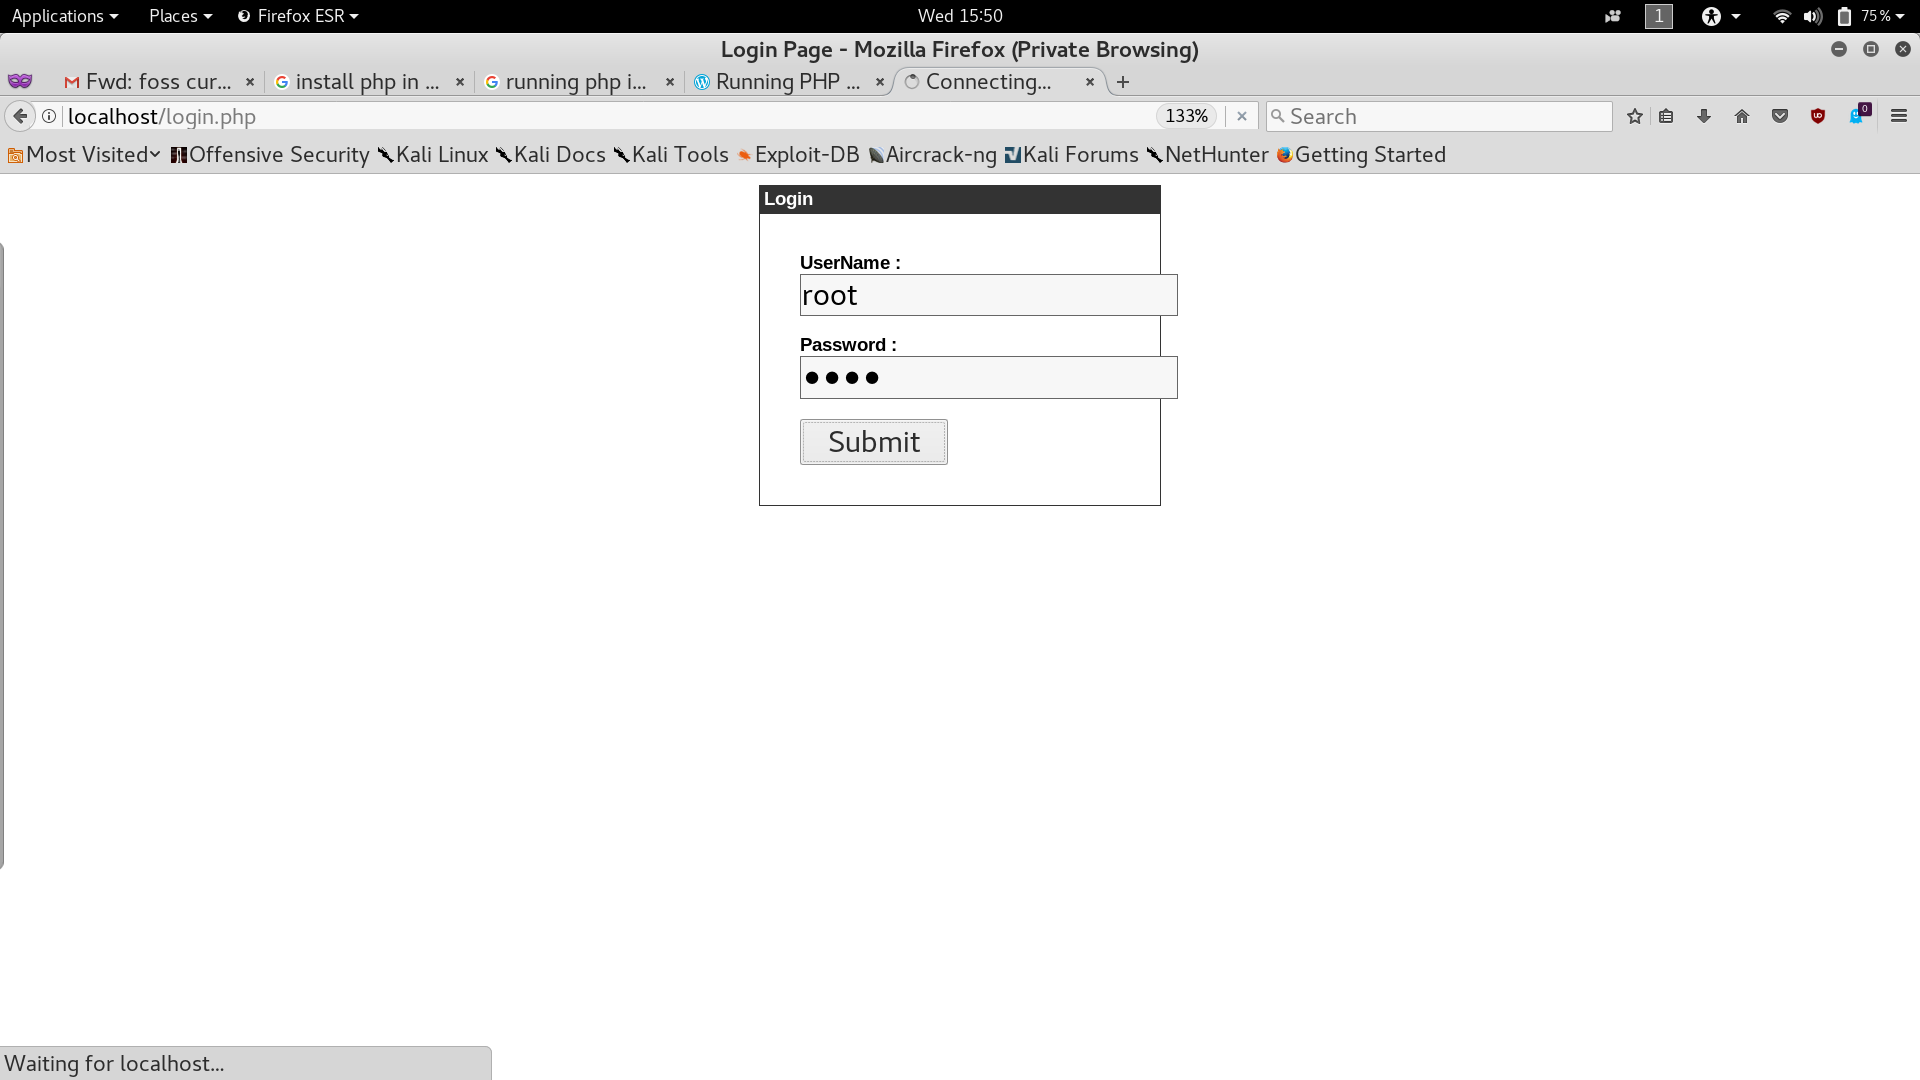 Applications Places Firefox ESR Wed 15:50 1 75%
Login Page - Mozilla Firefox (Private Browsing)
Fwd: foss cur... × install php in ... × running php i... × Running PHP ... × Connecting... × +
localhost/login.php 133% × Search 0
Most Visited Offensive Security Kali Linux Kali Docs Kali Tools Exploit-DB Aircrack-ng Kali Forums NetHunter Getting Started
Login
UserName :
root
Password :
●●●●
Submit
Waiting for localhost...